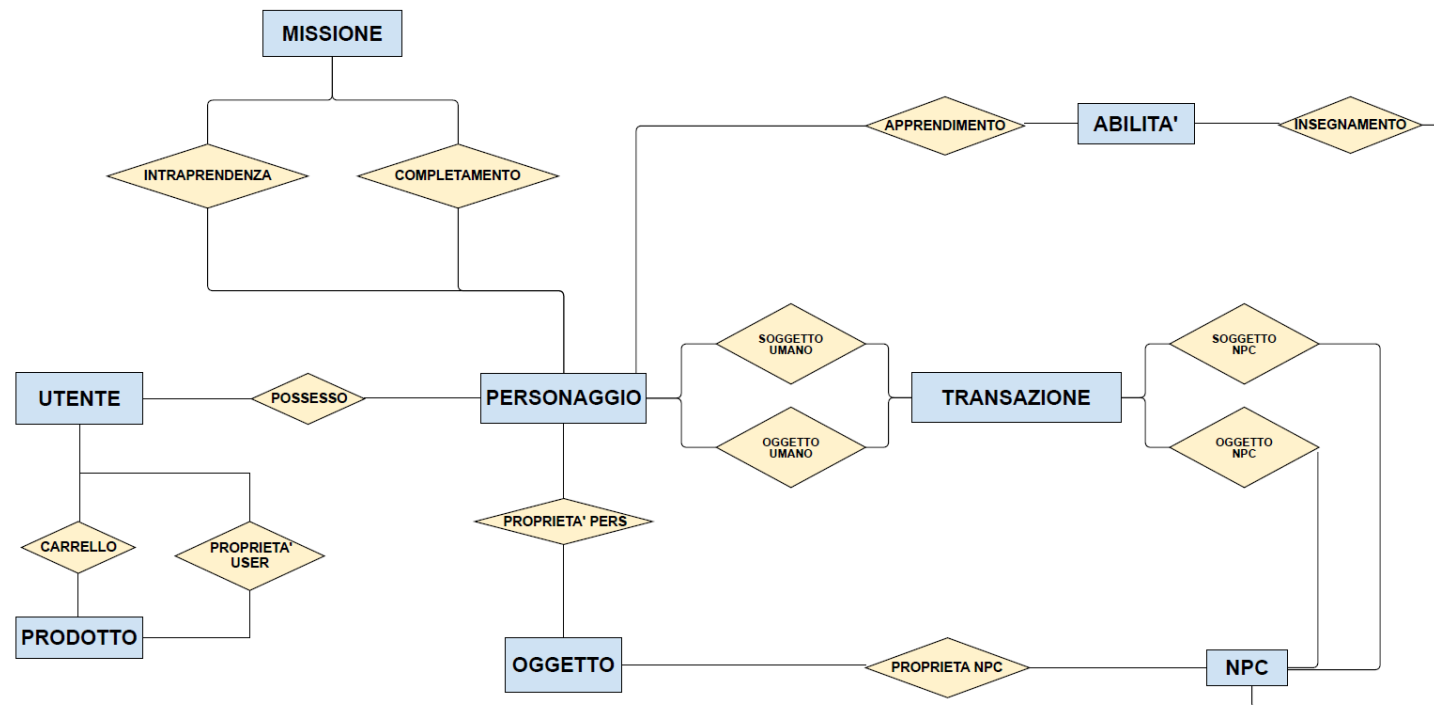 MISSIONE
APPRENDIMENTO
ABILITA'
INSEGNAMENTO
INTRAPRENDENZA
COMPLETAMENTO
SOGGETTO
UMANO
SOGGETTO
NPC
UTENTE
POSSESSO
PERSONAGGIO
TRANSAZIONE
OGGETTO
UMANO
OGGETTO
NPC
PROPRIETA' PERS
CARRELLO
PROPRIETA'
USER
PRODOTTO
OGGETTO
PROPRIETA NPC
NPC